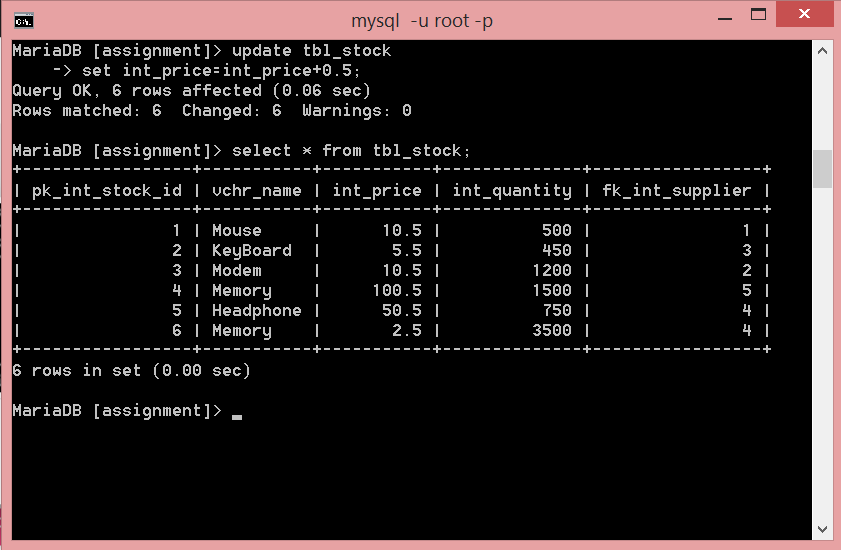 mysql  -u root -p
MariaDB [assignment]> update tbl_stock
    -> set int_price=int_price+0.5;
Query OK, 6 rows affected (0.06 sec)
Rows matched: 6  Changed: 6  Warnings: 0
MariaDB [assignment]> select * from tbl_stock;
+-----------------+-----------+-----------+--------------+-----------------+
| pk_int_stock_id | vchr_name | int_price | int_quantity | fk_int_supplier |
+-----------------+-----------+-----------+--------------+-----------------+
|               1 | Mouse     |      10.5 |          500 |               1 |
|               2 | KeyBoard  |       5.5 |          450 |               3 |
|               3 | Modem     |      10.5 |         1200 |               2 |
|               4 | Memory    |     100.5 |         1500 |               5 |
|               5 | Headphone |      50.5 |          750 |               4 |
|               6 | Memory    |       2.5 |         3500 |               4 |
+-----------------+-----------+-----------+--------------+-----------------+
6 rows in set (0.00 sec)
MariaDB [assignment]> _